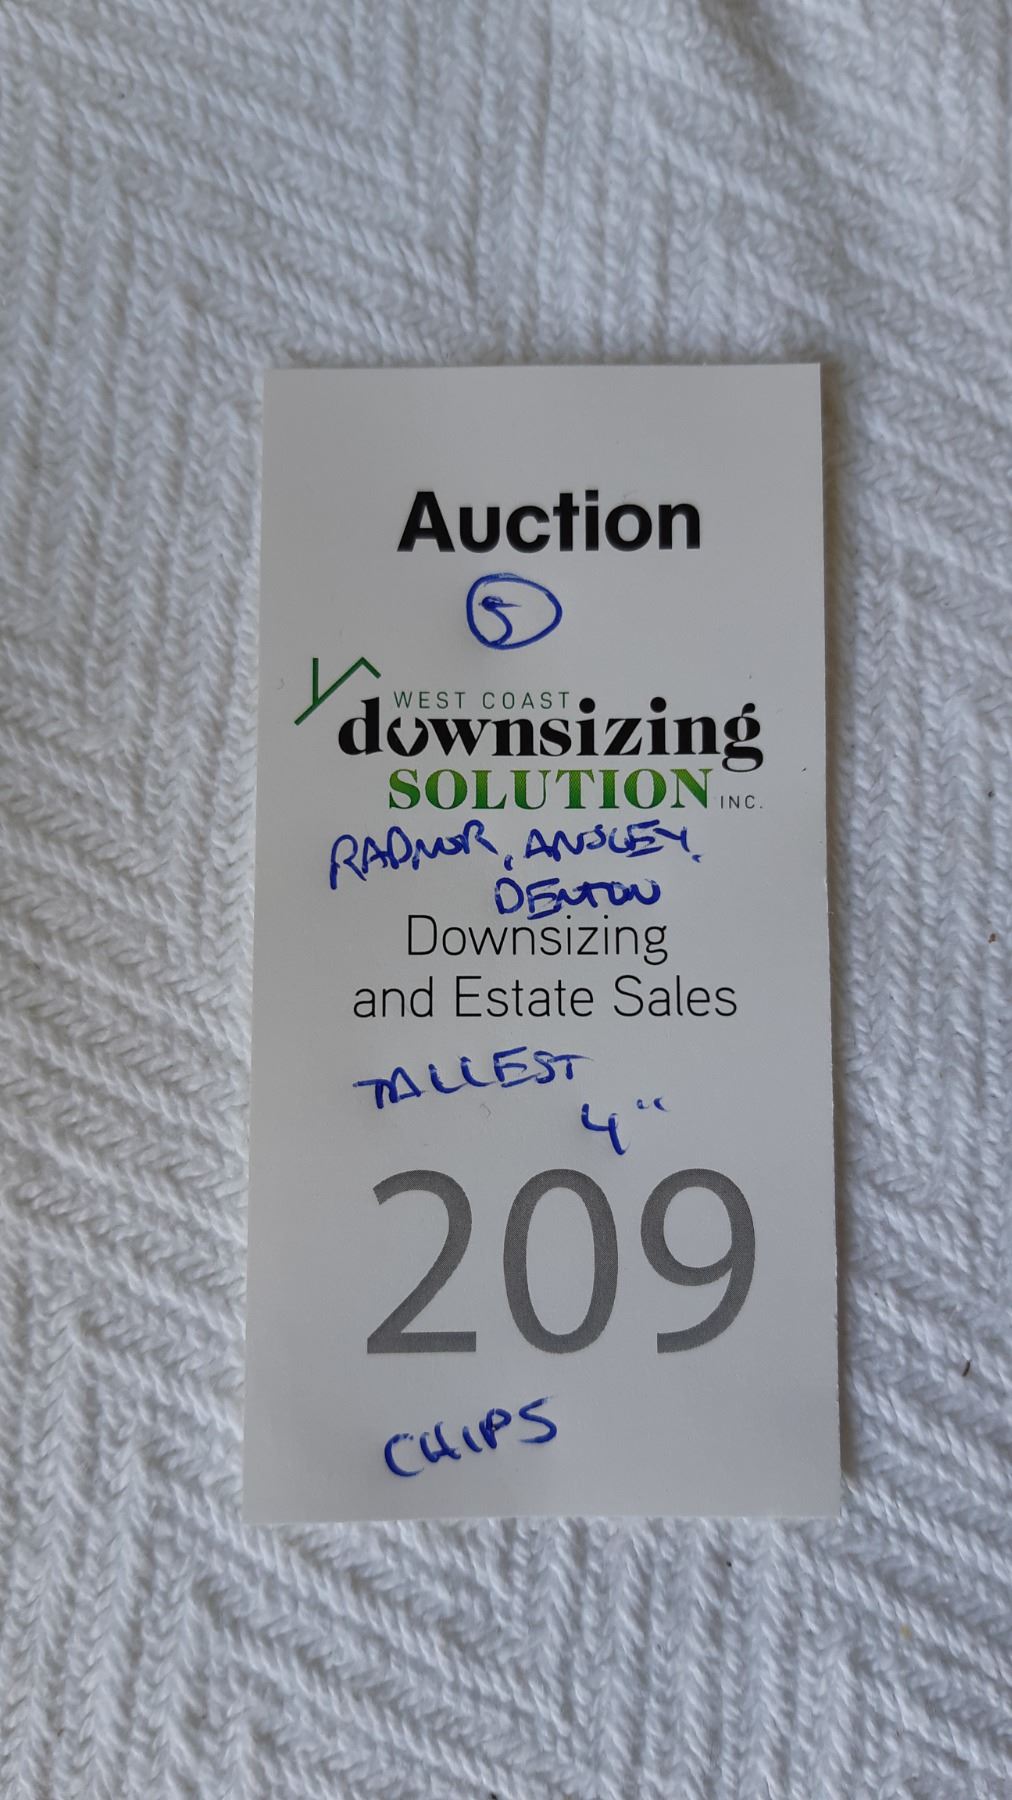 Auction
5
WEST COAST
downsizing
SOLUTION INC.
RADNOR, ANSLEY,
DENTON
Downsizing
and Estate Sales
TALLEST
4"
209
CHIPS